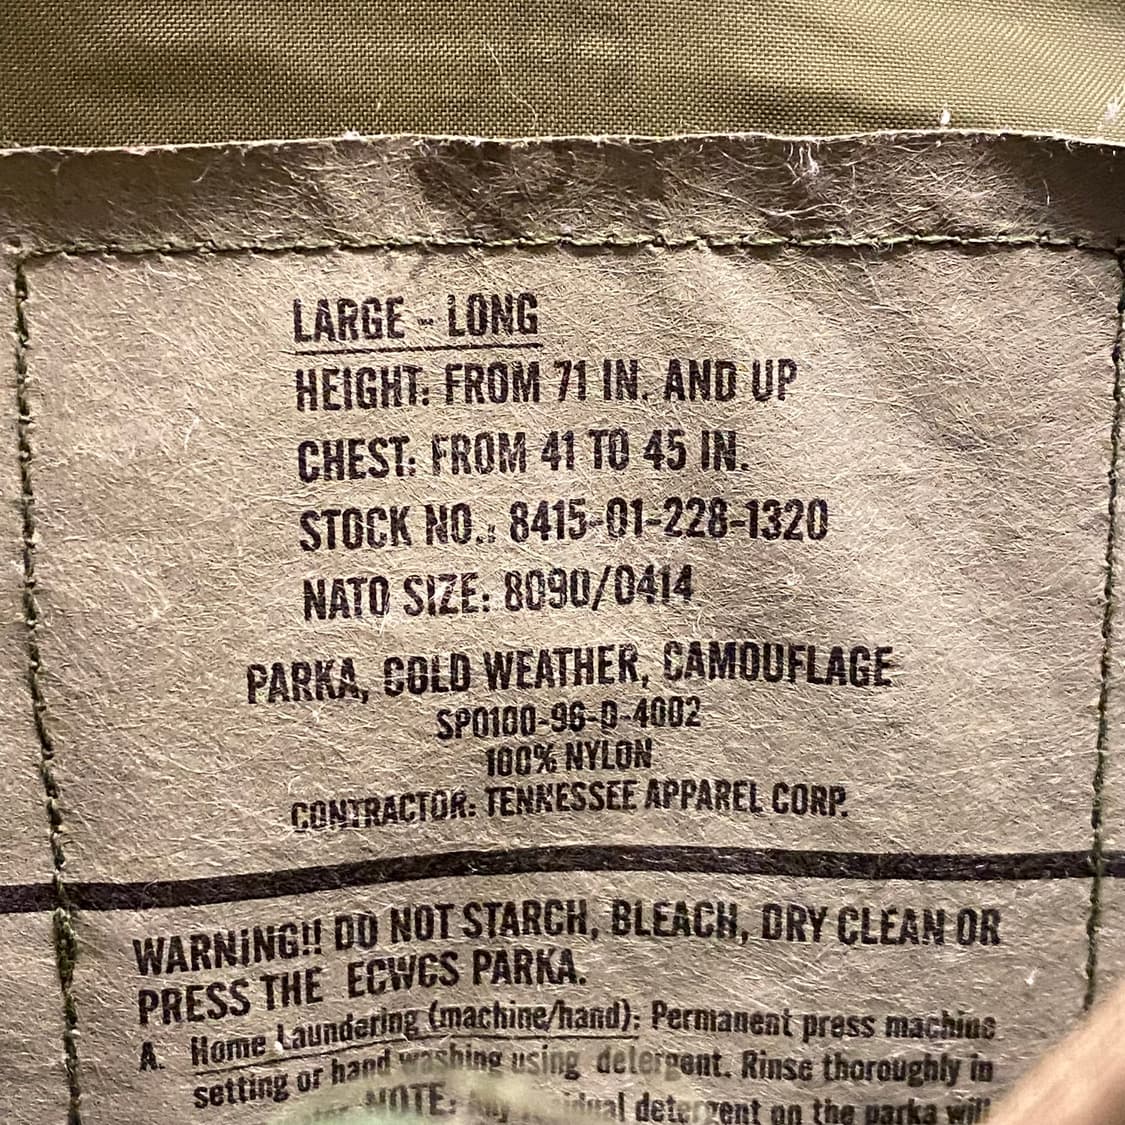 LARGE - LONG
HEIGHT: FROM 71 IN. AND UP
CHEST: FROM 41 TO 45 IN.
STOCK NO.: 8415-01-228-1320
NATO SIZE: 8090/0414
PARKA, COLD WEATHER, CAMOUFLAGE
SPO100-96-D-4002
100% NYLON
CONTRACTOR: TENNESSEE APPAREL CORP.
WARNING!! DO NOT STARCH, BLEACH, DRY CLEAN OR
PRESS THE ECWCS PARKA.
A. Home Laundering (machine/hand): Permanent press machine
setting or hand washing using detergent. Rinse thoroughly in
NOTE: Any detergent on the parka will